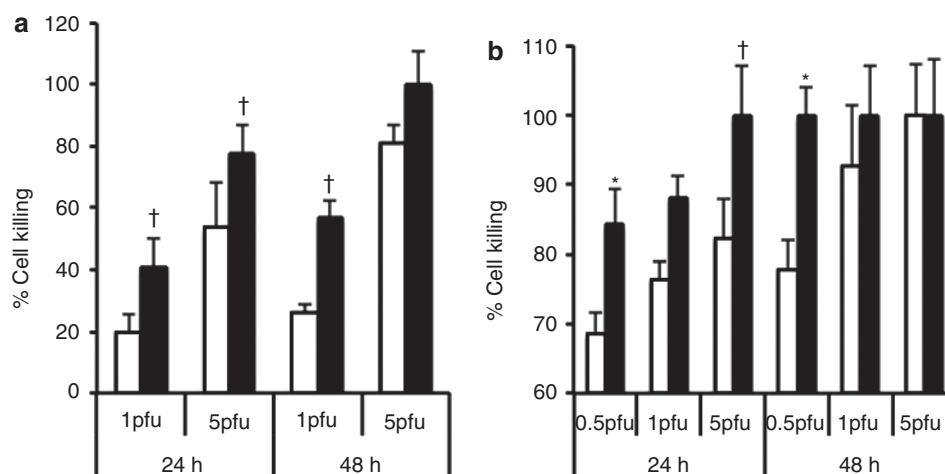 a
120
100
80
60
40
20
0
% Cell killing
†
†
†
1pfu
5pfu
1pfu
5pfu
24 h
48 h
b
110
100
90
80
70
60
% Cell killing
*
†
*
0.5pfu
1pfu
5pfu
0.5pfu
1pfu
5pfu
24 h
48 h